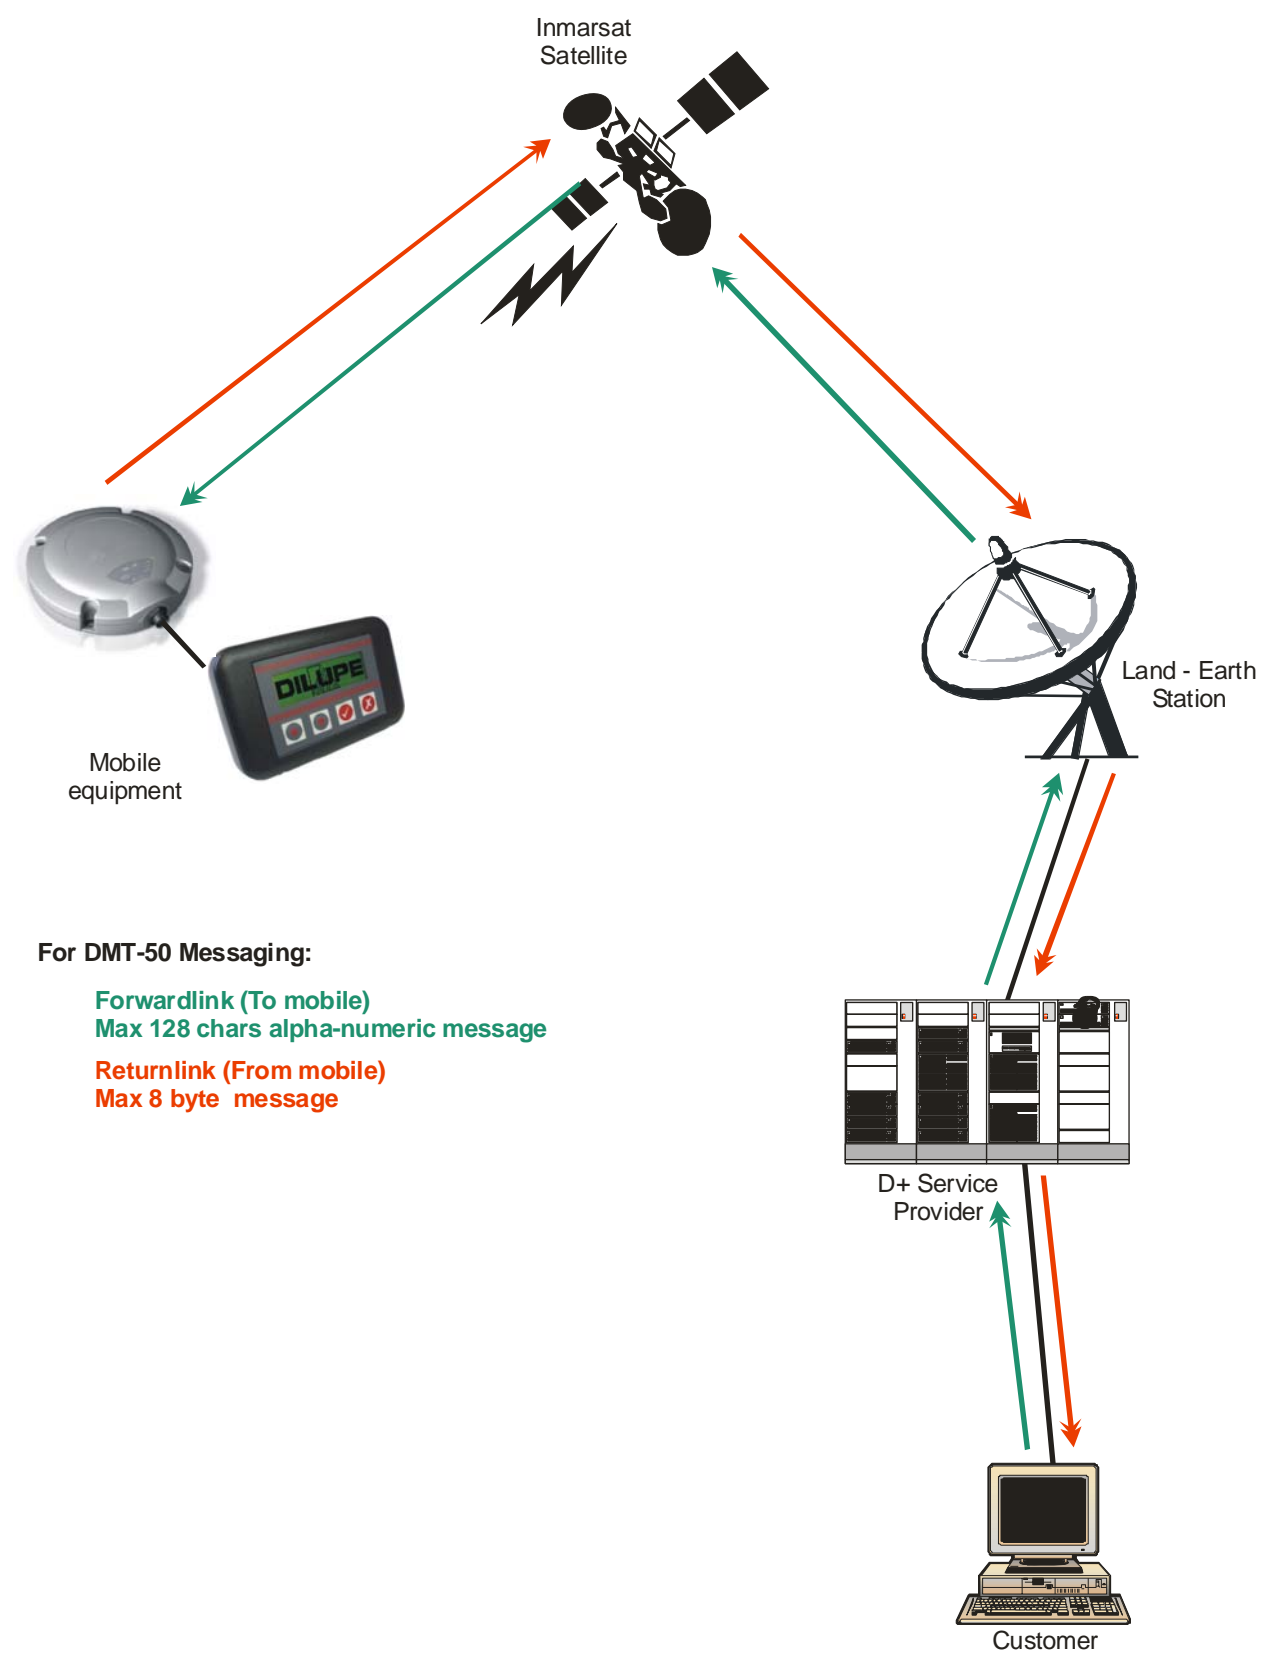 Inmarsat
Satellite
DILUPE
Land - Earth
Station
Mobile
equipment
For DMT-50 Messaging:
Forwardlink (To mobile)
Max 128 chars alpha-numeric message
Returnlink (From mobile)
Max 8 byte message
D+ Service
Provider
Customer